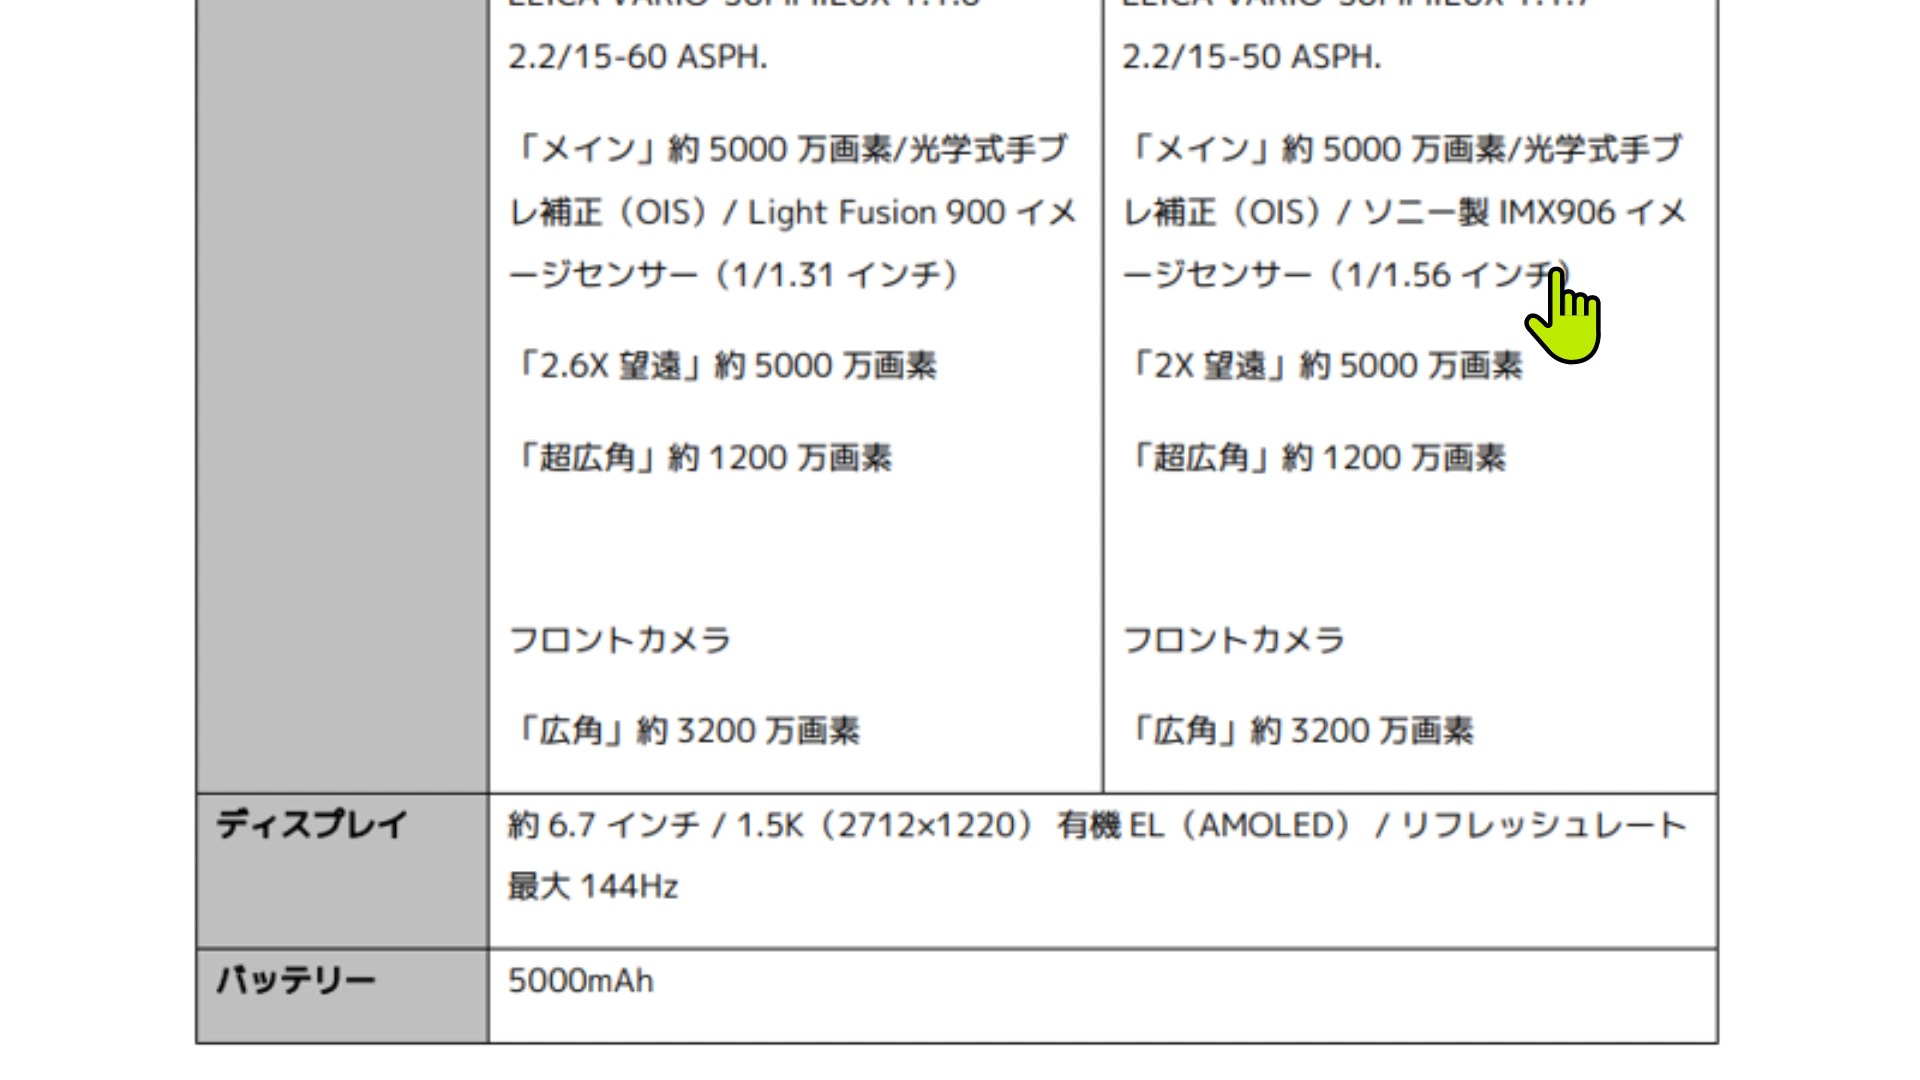 2.2/15-60 ASPH.
「メイン」約 5000 万画素/光学式手ブ
レ補正（OIS）/ Light Fusion 900 イメ
ージセンサー（1/1.31 インチ）
「2.6X 望遠」約 5000 万画素
「超広角」約 1200 万画素
フロントカメラ
「広角」約 3200 万画素
2.2/15-50 ASPH.
「メイン」約 5000 万画素/光学式手ブ
レ補正（OIS）/ ソニー製 IMX906 イメ
ージセンサー（1/1.56 インチ）
「2X 望遠」約 5000 万画素
「超広角」約 1200 万画素
フロントカメラ
「広角」約 3200 万画素
ディスプレイ
約 6.7 インチ / 1.5K（2712×1220） 有機 EL（AMOLED） / リフレッシュレート
最大 144Hz
バッテリー
5000mAh